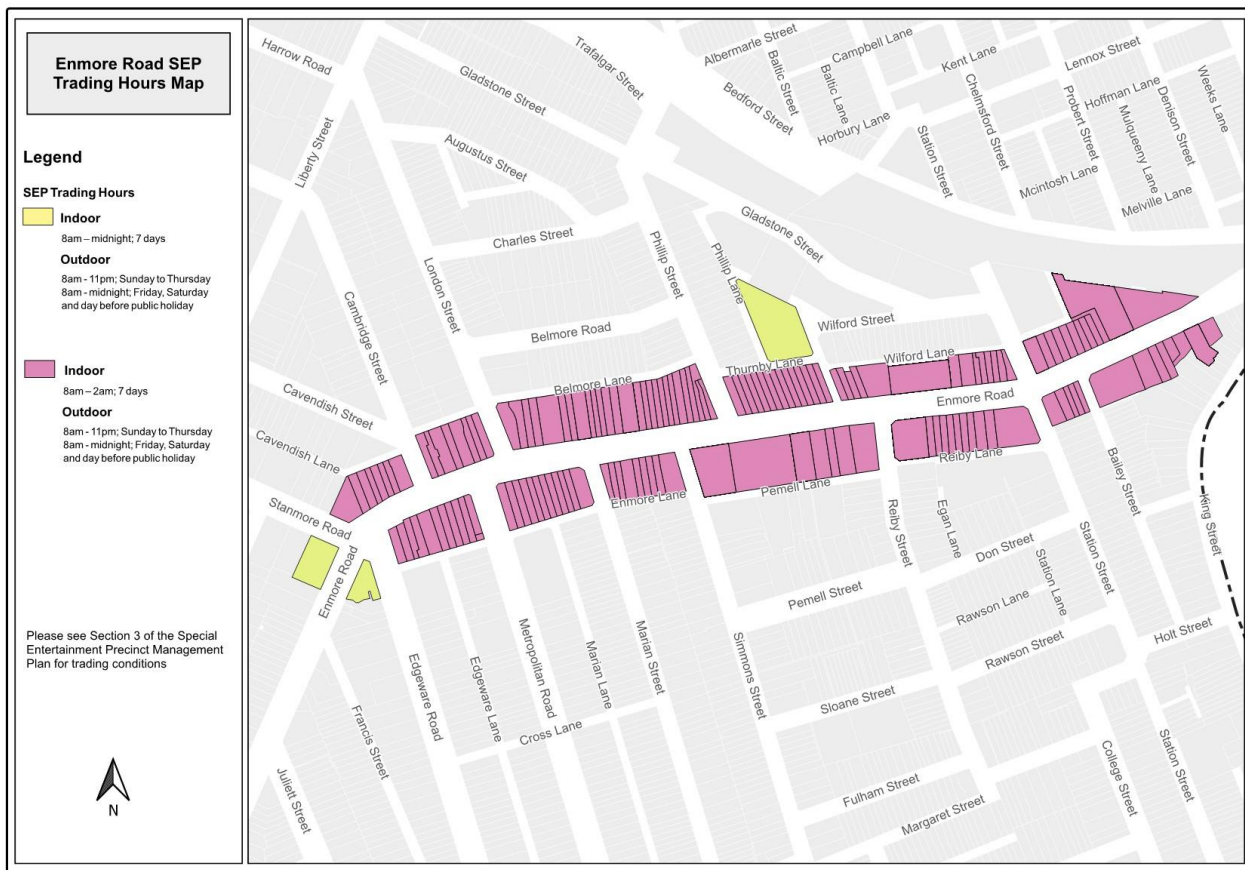 Enmore Road SEP
Trading Hours Map
Legend
SEP Trading Hours
Indoor
8am – midnight; 7 days
Outdoor
8am - 11pm; Sunday to Thursday
8am - midnight; Friday, Saturday
and day before public holiday
Indoor
8am – 2am; 7 days
Outdoor
8am - 11pm; Sunday to Thursday
8am - midnight; Friday, Saturday
and day before public holiday
Please see Section 3 of the Special
Entertainment Precinct Management
Plan for trading conditions
N
Harrow Road
Liberty Street
Gladstone Street
Trafalgar Street
Albermarle Street
Bedford Street
Baltic Street
Baltic Lane
Campbell Lane
Horbury Lane
Kent Lane
Lennox Street
Hoffman Lane
Weeks Lane
Denison Street
Chelmsford Street
Probert Street
Mulqueeny Lane
Station Street
Mcintosh Lane
Melville Lane
Augustus Street
Charles Street
Phillip Street
Phillip Lane
Gladstone Street
London Street
Cambridge Street
Belmore Road
Wilford Street
Wilford Lane
Thurnby Lane
Belmore Lane
Enmore Road
Cavendish Street
Cavendish Lane
Stanmore Road
Enmore Road
Enmore Lane
Pemell Lane
Reiby Lane
Bailey Street
King Street
Reiby Street
Egan Lane
Don Street
Station Lane
Station Street
Pemell Street
Rawson Lane
Rawson Street
Holt Street
Edgeware Road
Edgeware Lane
Metropolitan Road
Marian Lane
Marian Street
Simmons Street
Sloane Street
Cross Lane
Francis Street
Juliett Street
Fulham Street
Margaret Street
College Street
Station Street